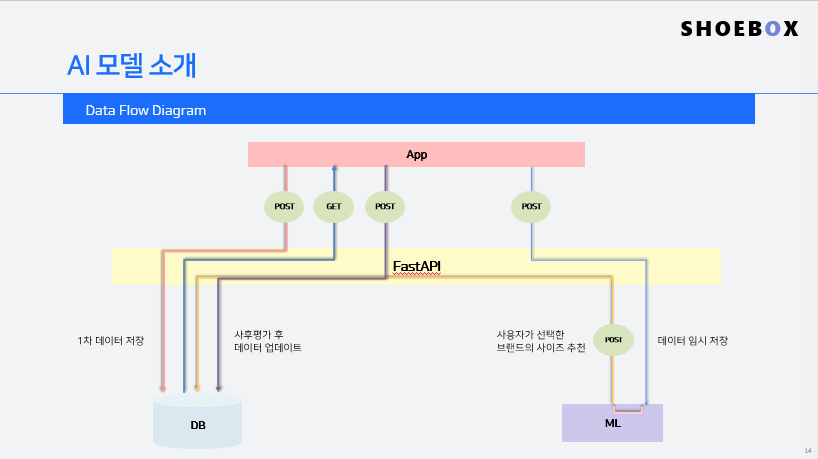 SHOEBOX
AI 모델 소개
Data Flow Diagram
App
POST
GET
POST
POST
FastAPI
1차 데이터 저장
사후평가 후
데이터 업데이트
사용자가 선택한
브랜드의 사이즈 추천
POST
데이터 임시 저장
DB
ML
14